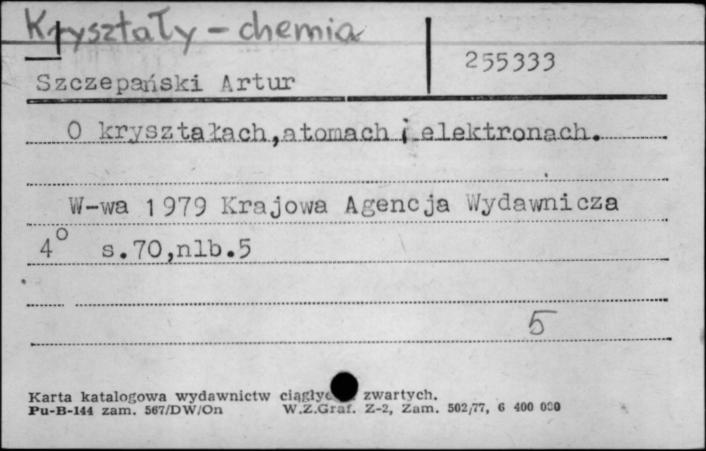 Kryształy - chemia
255333
Szczepański Artur
O kryształach,atomach i elektronach.
W-wa 1979 Krajowa Agencja Wydawnicza
4° s.70,nlb.5
5
Karta katalogowa wydawnictw zwartych.
Pu-B-144 zam. 567/DW/On W.Z.Graf. Z-2, Zam. 502/77, 6 400 000